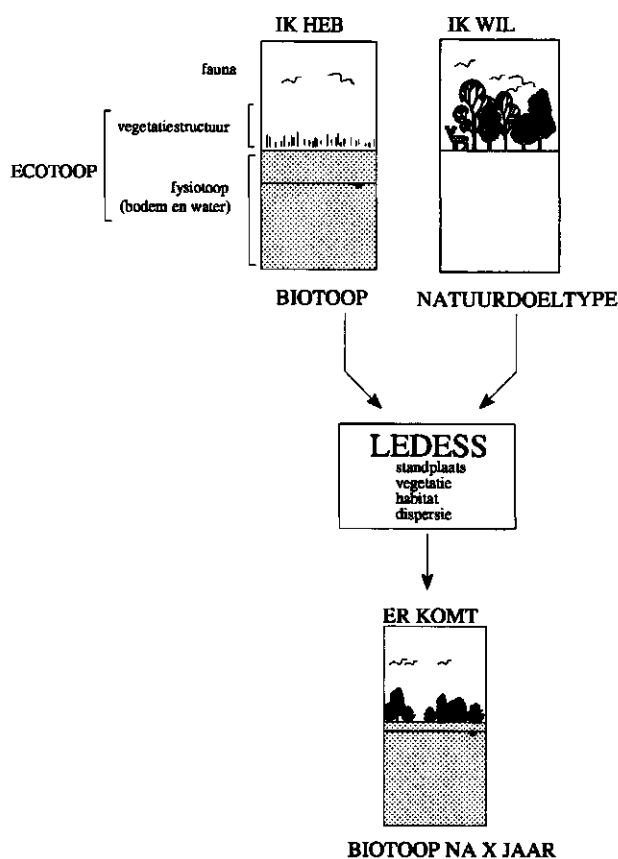 IK HEB
IK WIL
fauna
vegetatiestructuur
ECOTOOP
fysiotoop
(bodem en water)
BIOTOOP
NATUURDOELTYPE
LEDESS
standplaats
vegetatie
habitat
dispersie
ER KOMT
BIOTOOP NA X JAAR